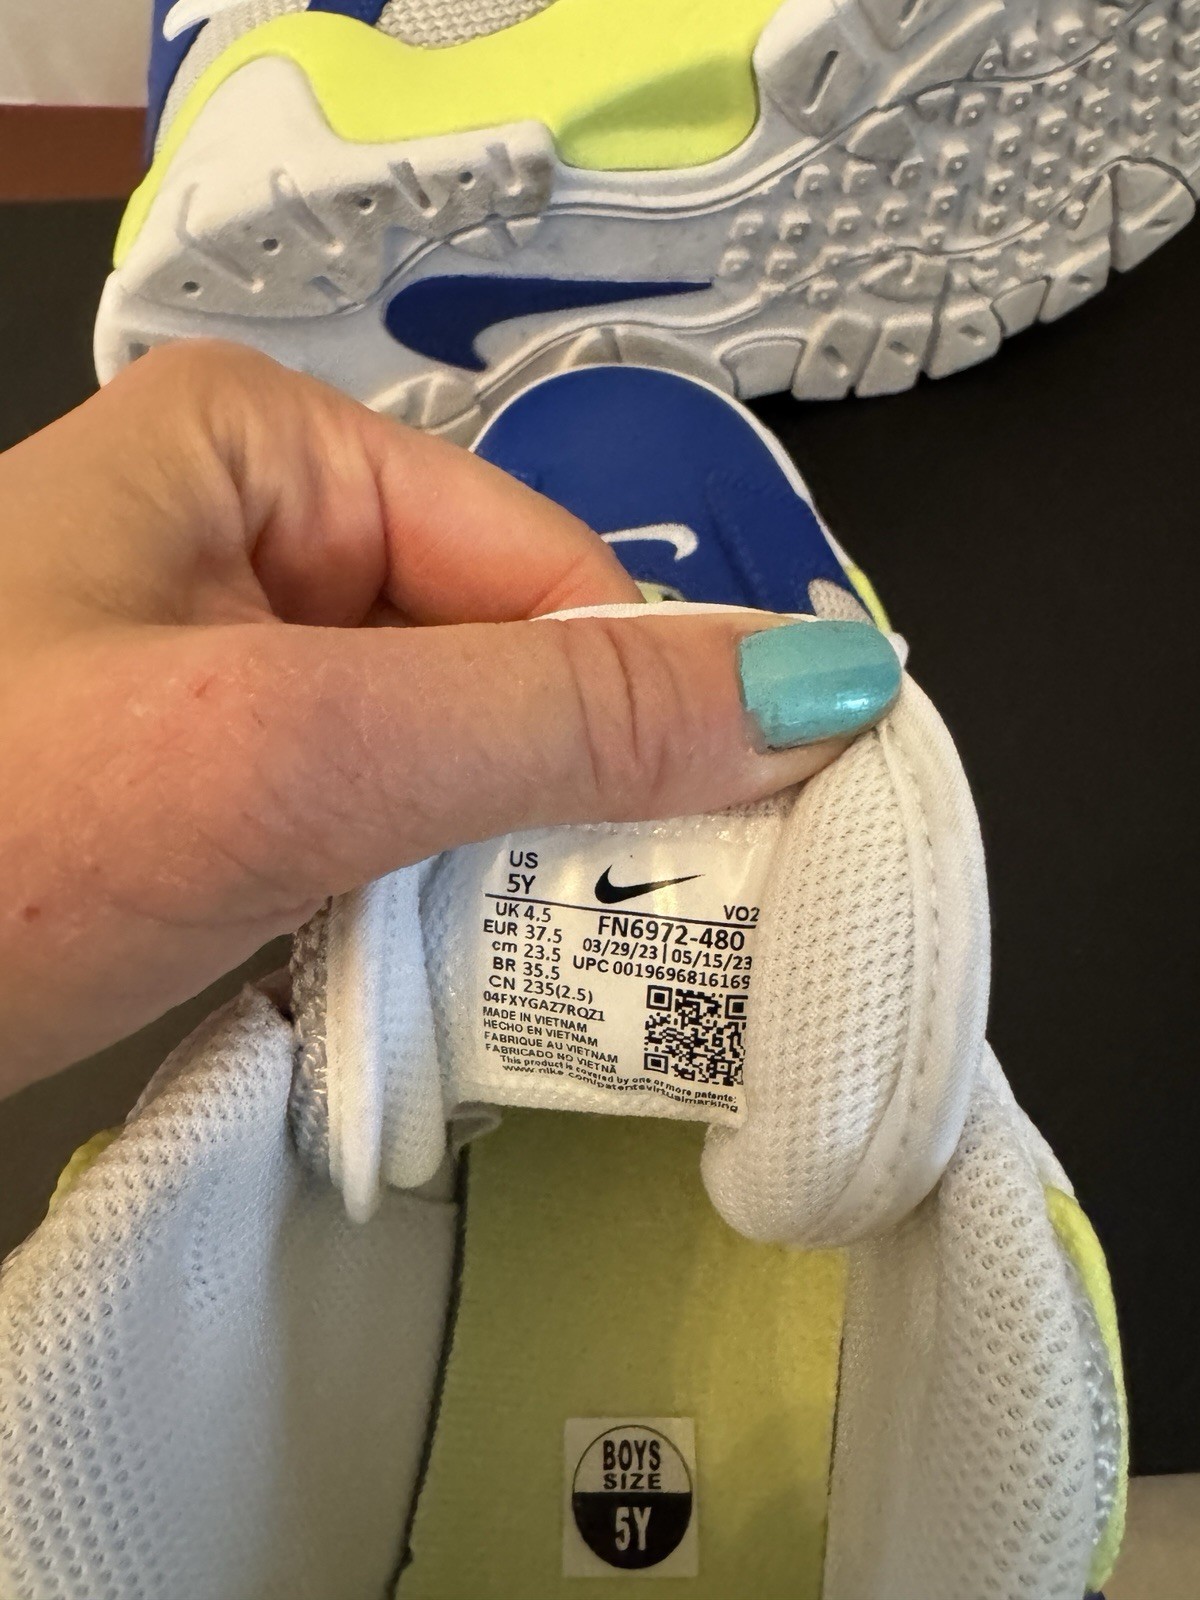 US
5Y
VO2
UK 4.5
EUR 37.5
cm 23.5
BR 35.5
CN 235(2.5)
FN6972-480
03/29/23 | 05/15/23
UPC 0019696816169
04FXYGAZ7RQZ1
MADE IN VIETNAM
HECHO EN VIETNAM
FABRIQUE AU VIETNAM
FABRICADO NO VIETNÃ
This product is covered by one or more patents:
www.nike.com/patentsvirtualmarking
BOYS
SIZE
5Y